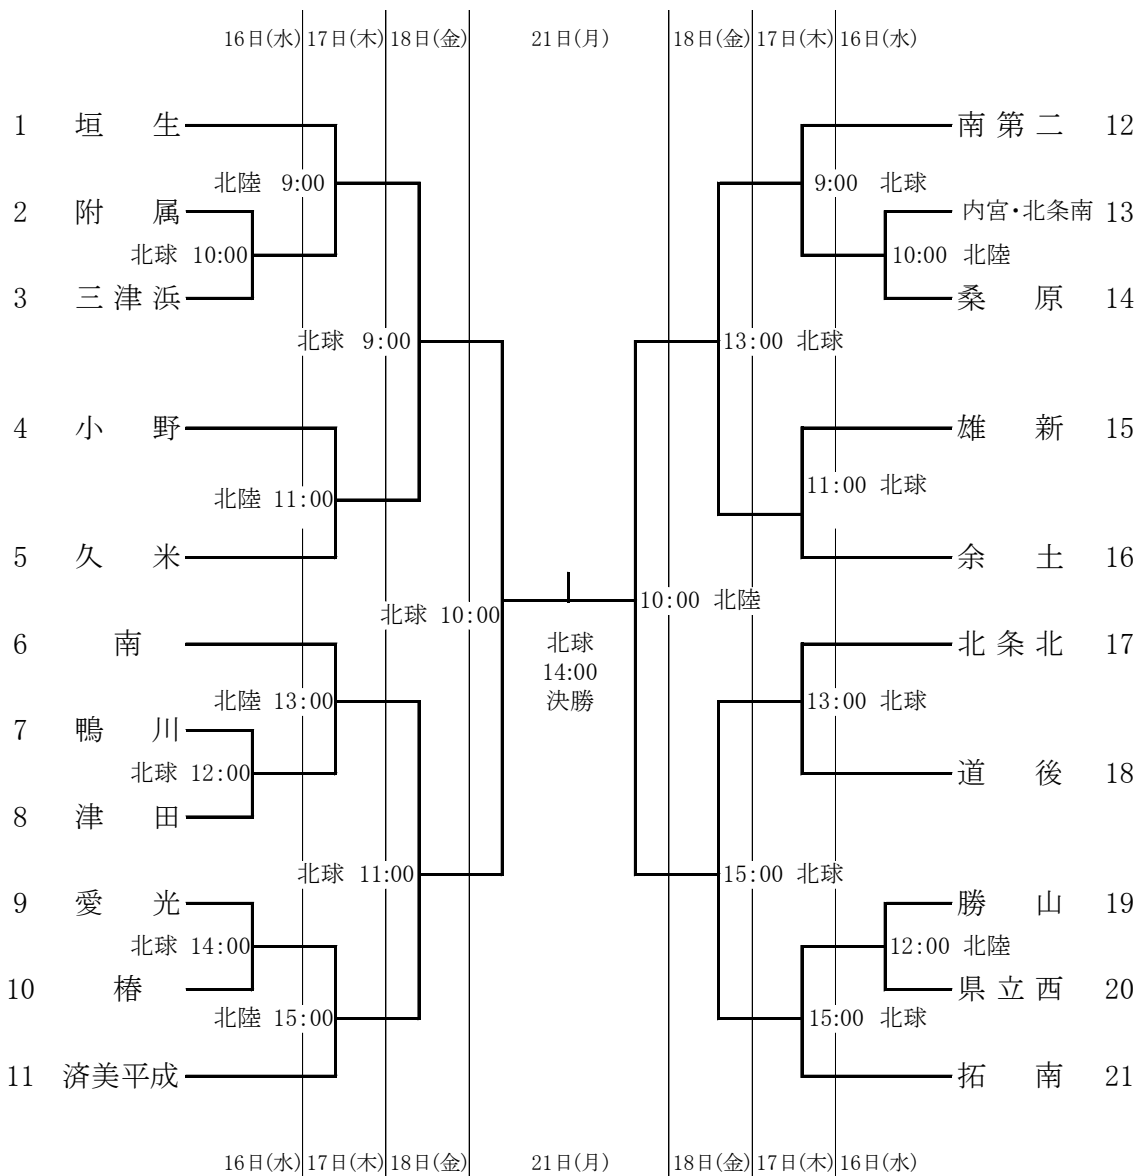 16日(水) 17日(木) 18日(金) 21日(月) 18日(金) 17日(木) 16日(水)
1 垣生 南第二 12
北陸 9:00 9:00 北球
2 附属 内宮・北条南 13
北球 10:00 10:00 北陸
3 三津浜 桑原 14
北球 9:00 13:00 北球
4 小野 雄新 15
北陸 11:00 11:00 北球
5 久米 余土 16
北球 10:00 10:00 北陸
6 南 北球 北条北 17
14:00
決勝
北陸 13:00 13:00 北球
7 鴨川
北球 12:00 道後 18
8 津田
北球 11:00 15:00 北球
9 愛光 勝山 19
北球 14:00 12:00 北陸
10 椿 県立西 20
北陸 15:00 15:00 北球
11 済美平成 拓南 21
16日(水) 17日(木) 18日(金) 21日(月) 18日(金) 17日(木) 16日(水)